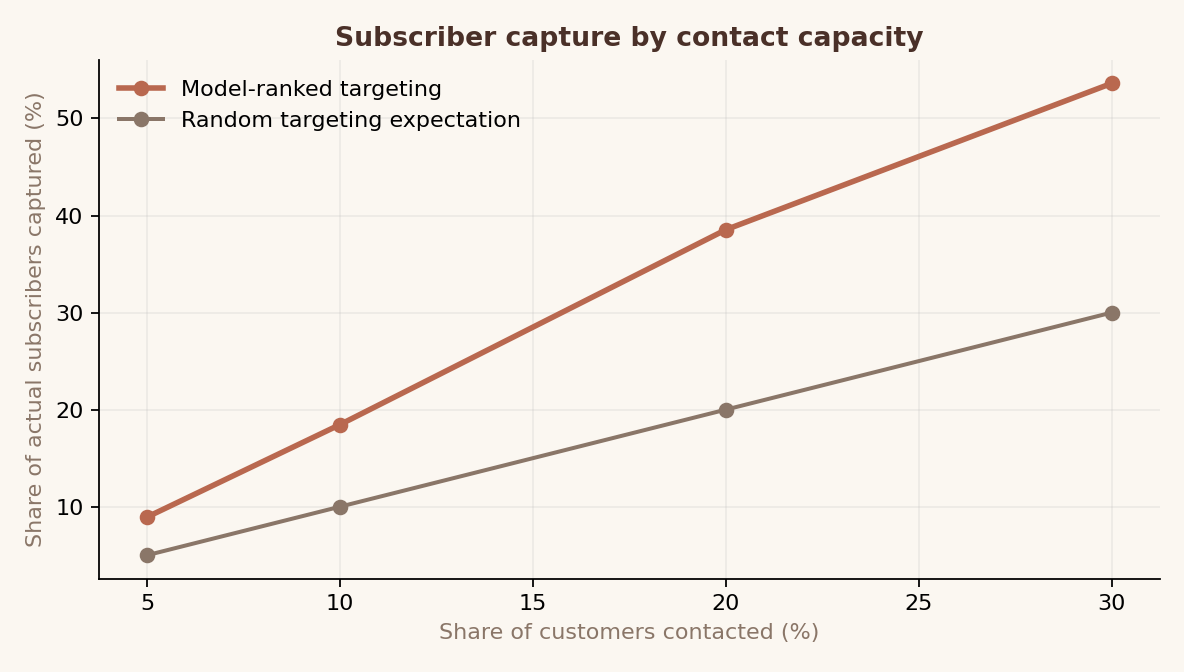 Subscriber capture by contact capacity
Model-ranked targeting
Random targeting expectation
Share of actual subscribers captured (%)
50
40
30
20
10
5
10
15
20
25
30
Share of customers contacted (%)